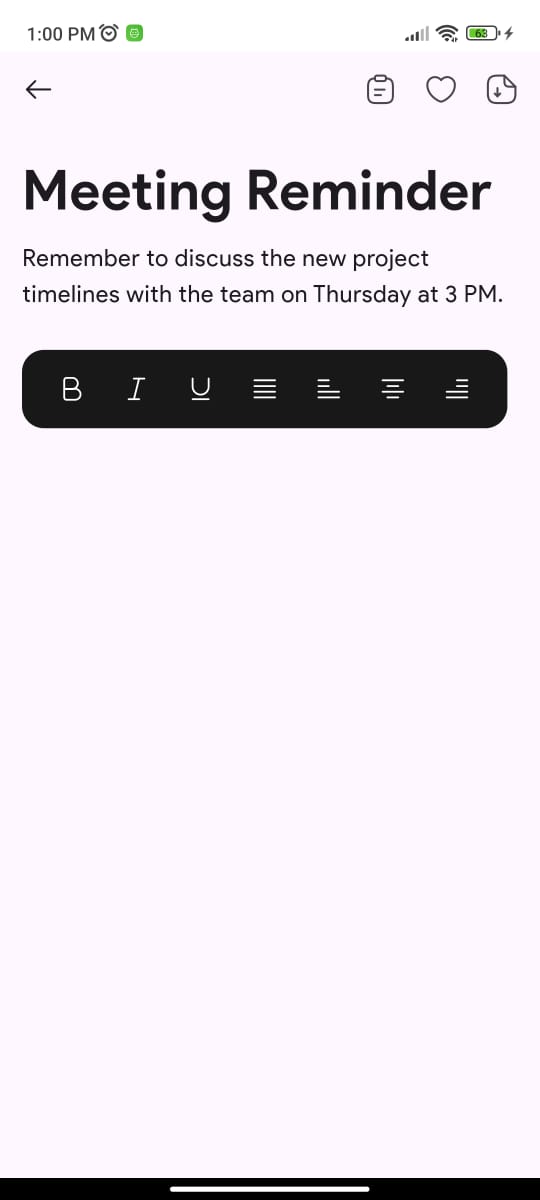 1:00 PM
63
Meeting Reminder
Remember to discuss the new project
timelines with the team on Thursday at 3 PM.
B I U